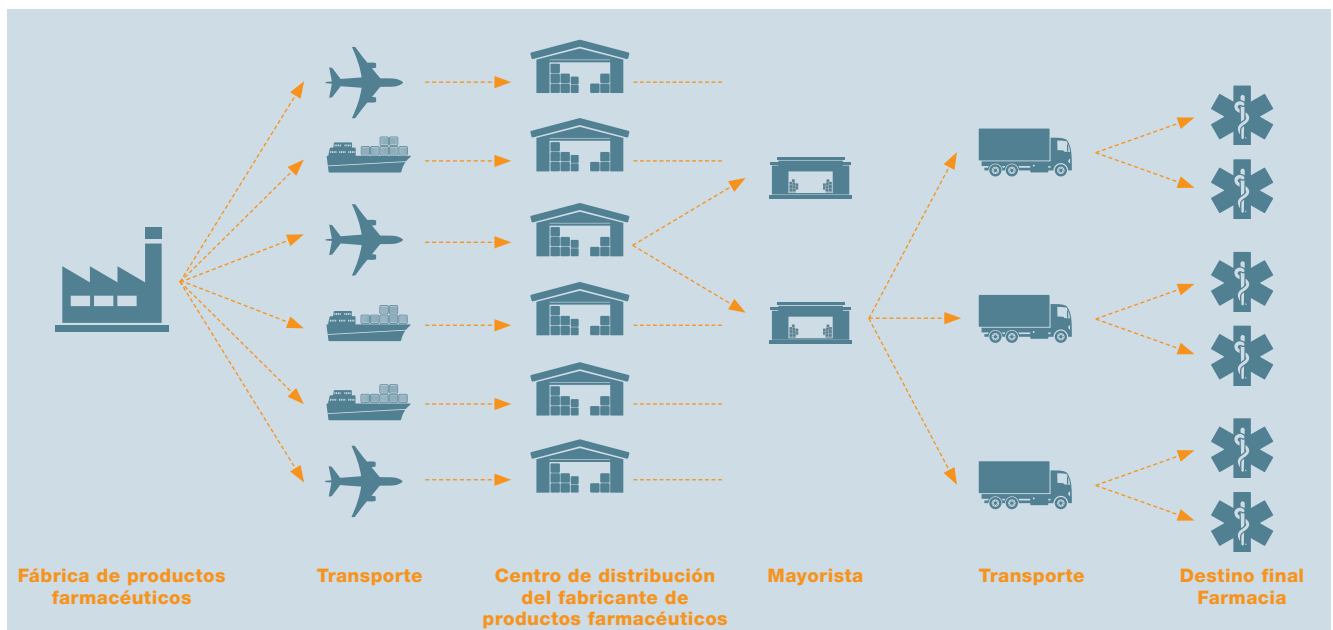 Fábrica de productos
farmacéuticos
Transporte
Centro de distribución
del fabricante de
productos farmacéuticos
Mayorista
Transporte
Destino final
Farmacia